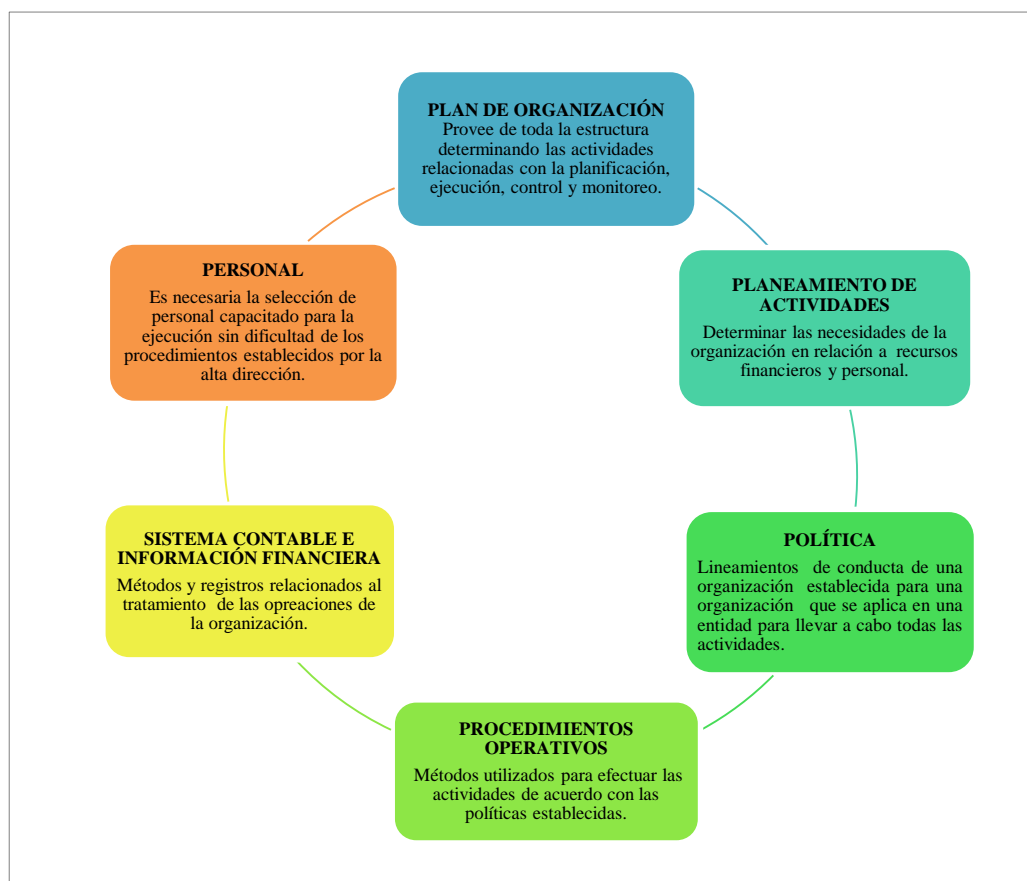 PLAN DE ORGANIZACIÓN
Provee de toda la estructura
determinando las actividades
relacionadas con la planificación,
ejecución, control y monitoreo.
PLANEAMIENTO DE
ACTIVIDADES
Determinar las necesidades de la
organización en relación a recursos
financieros y personal.
POLÍTICA
Lineamientos de conducta de una
organización establecida para una
organización que se aplica en una
entidad para llevar a cabo todas las
actividades.
PROCEDIMIENTOS
OPERATIVOS
Métodos utilizados para efectuar las
actividades de acuerdo con las
políticas establecidas.
SISTEMA CONTABLE E
INFORMACIÓN FINANCIERA
Métodos y registros relacionados al
tratamiento de las opreaciones de
la organización.
PERSONAL
Es necesaria la selección de
personal capacitado para la
ejecución sin dificultad de los
procedimientos establecidos por la
alta dirección.